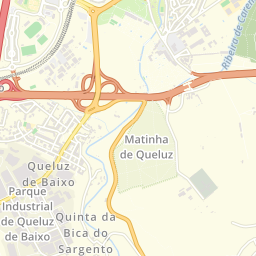 Ribeira de Caren
Matinha
de Queluz
Queluz
de Baixo
Parque
Industrial
de Queluz
de Baixo
Quinta da
Bica do
Sargento